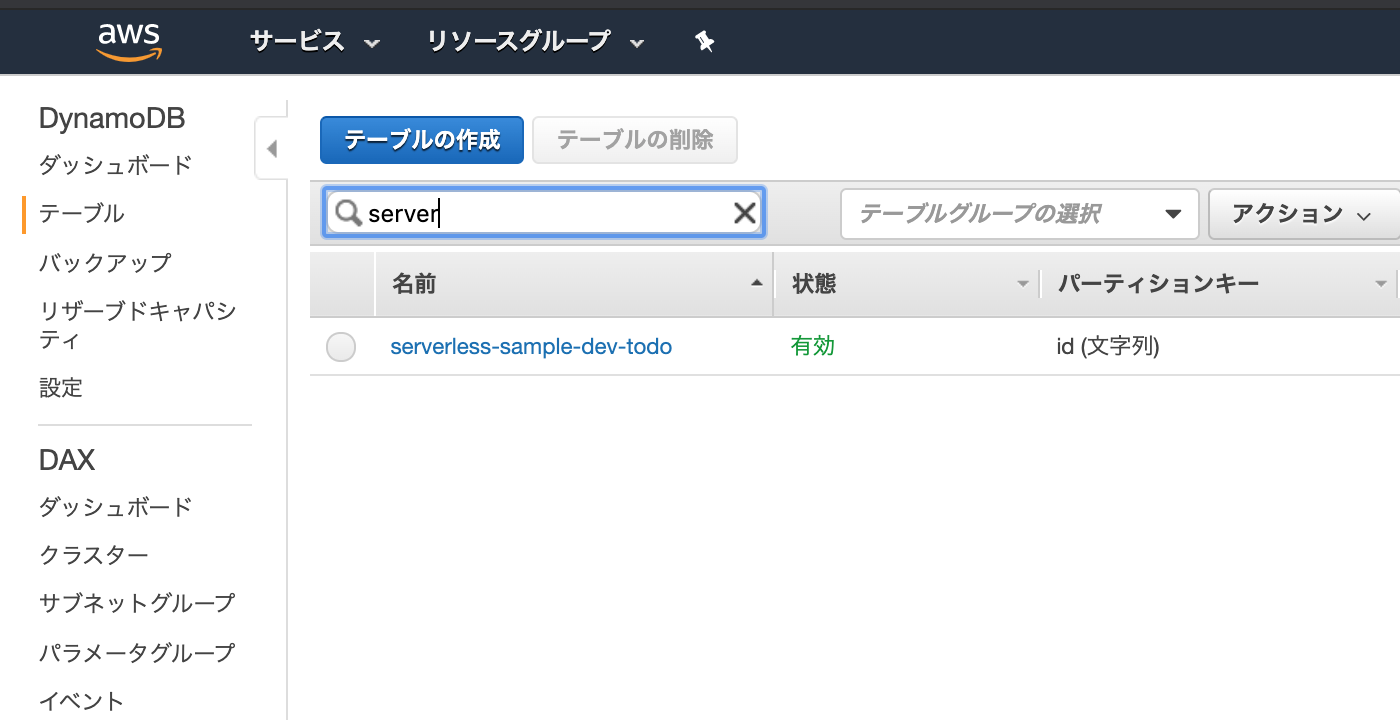 aws サービス リソースグループ
DynamoDB
ダッシュボード
テーブル
バックアップ
リザーブドキャパシ
ティ
設定
DAX
ダッシュボード
クラスター
サブネットグループ
パラメータグループ
イベント
テーブルの作成 テーブルの削除
server テーブルグループの選択 アクション
名前 状態 パーティションキー
serverless-sample-dev-todo 有効 id (文字列)